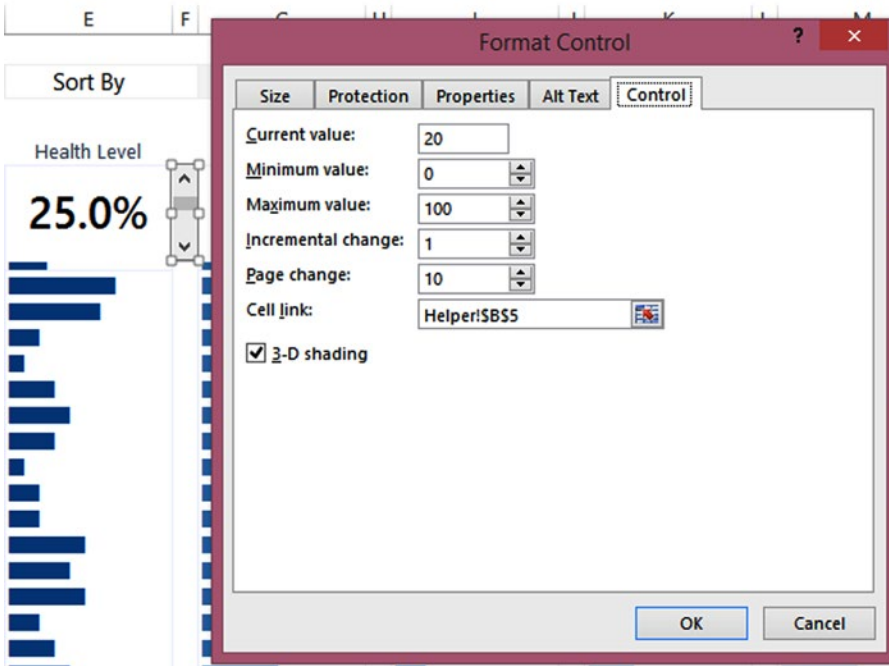 E F
Format Control ?
Sort By
Size Protection Properties Alt Text Control
Current value: 20
Health Level
Minimum value: 0
25.0%
Maximum value: 100
Incremental change: 1
Page change: 10
Cell link: Helper!$B$5
3-D shading
OK Cancel